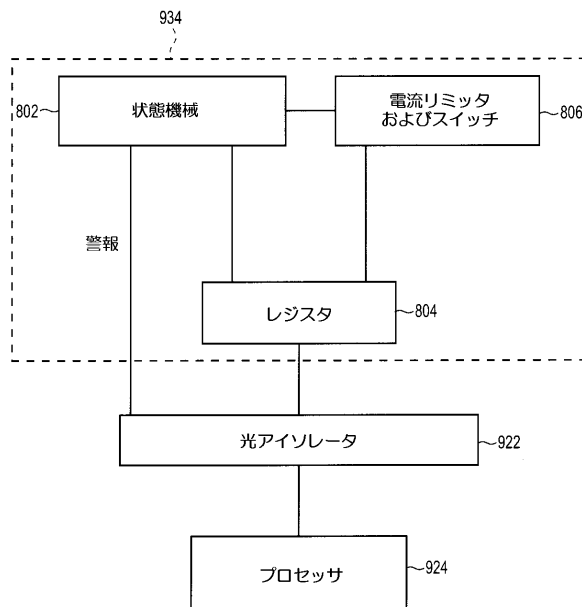 934
802
状態機械
電流リミッタ
およびスイッチ
806
警報
レジスタ
804
光アイソレータ
922
プロセッサ
924